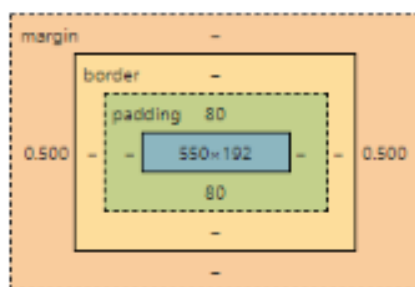 margin –
border –
padding 80
0.500 – – 550×192 – – 0.500
80
–
–